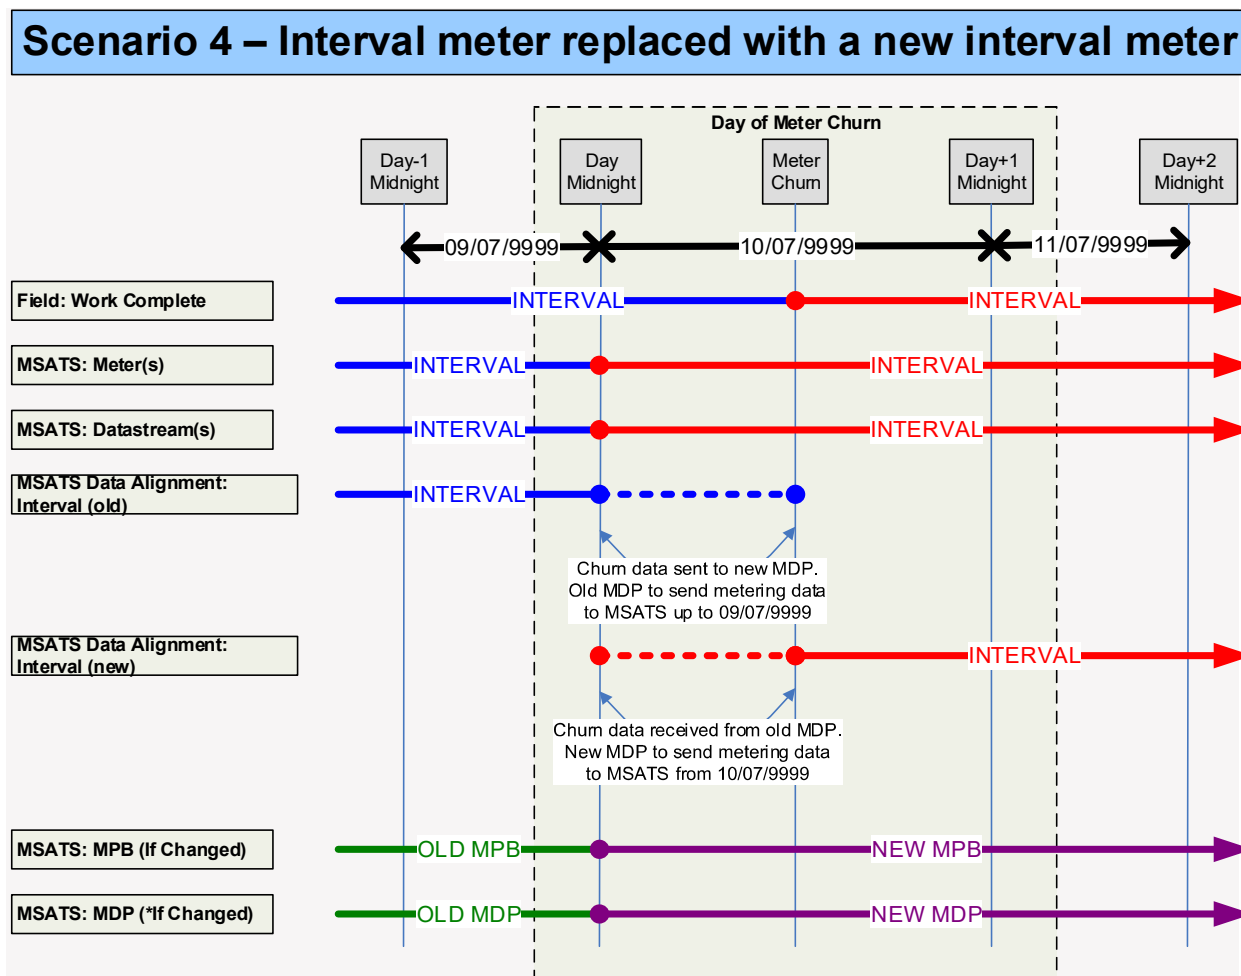 Scenario 4 – Interval meter replaced with a new interval meter
Day of Meter Churn
Day-1
Midnight
Day
Midnight
Meter
Churn
Day+1
Midnight
Day+2
Midnight
09/07/9999
10/07/9999
11/07/9999
Field: Work Complete
INTERVAL
INTERVAL
MSATS: Meter(s)
INTERVAL
INTERVAL
MSATS: Datastream(s)
INTERVAL
INTERVAL
MSATS Data Alignment:
Interval (old)
INTERVAL
Churn data sent to new MDP.
Old MDP to send metering data
to MSATS up to 09/07/9999
MSATS Data Alignment:
Interval (new)
INTERVAL
Churn data received from old MDP.
New MDP to send metering data
to MSATS from 10/07/9999
MSATS: MPB (If Changed)
OLD MPB
NEW MPB
MSATS: MDP (*If Changed)
OLD MDP
NEW MDP